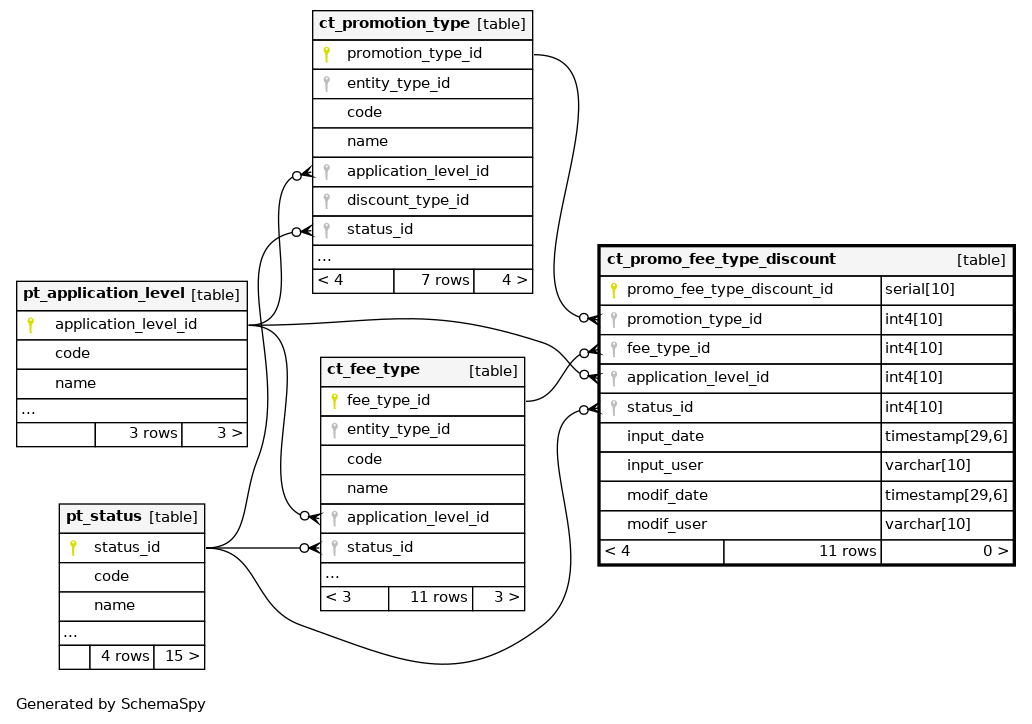 ct_promotion_type [table]
promotion_type_id
entity_type_id
code
name
application_level_id
discount_type_id
status_id
...
< 4 7 rows 4 >
ct_promo_fee_type_discount [table]
promo_fee_type_discount_id serial[10]
promotion_type_id int4[10]
fee_type_id int4[10]
application_level_id int4[10]
status_id int4[10]
input_date timestamp[29,6]
input_user varchar[10]
modif_date timestamp[29,6]
modif_user varchar[10]
< 4 11 rows 0 >
pt_application_level [table]
application_level_id
code
name
...
3 rows 3 >
ct_fee_type [table]
fee_type_id
entity_type_id
code
name
application_level_id
status_id
...
< 3 11 rows 3 >
pt_status [table]
status_id
code
name
...
4 rows 15 >
Generated by SchemaSpy